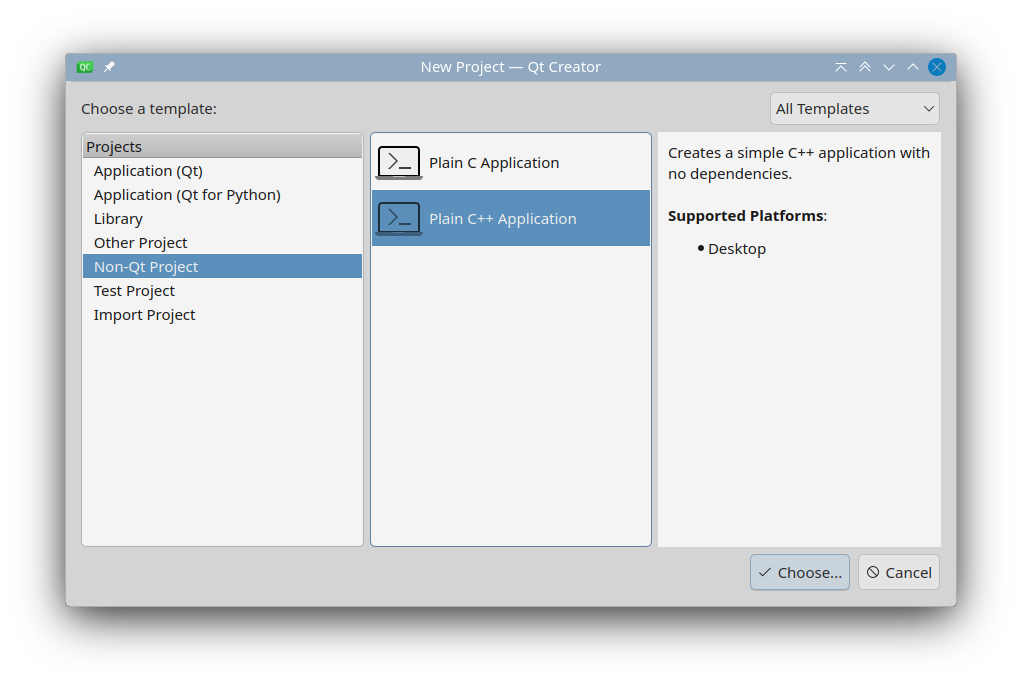 QC
New Project — Qt Creator
Choose a template:
All Templates
Projects
Application (Qt)
Application (Qt for Python)
Library
Other Project
Non-Qt Project
Test Project
Import Project
Plain C Application
Plain C++ Application
Creates a simple C++ application with
no dependencies.
Supported Platforms:
• Desktop
Choose...
Cancel